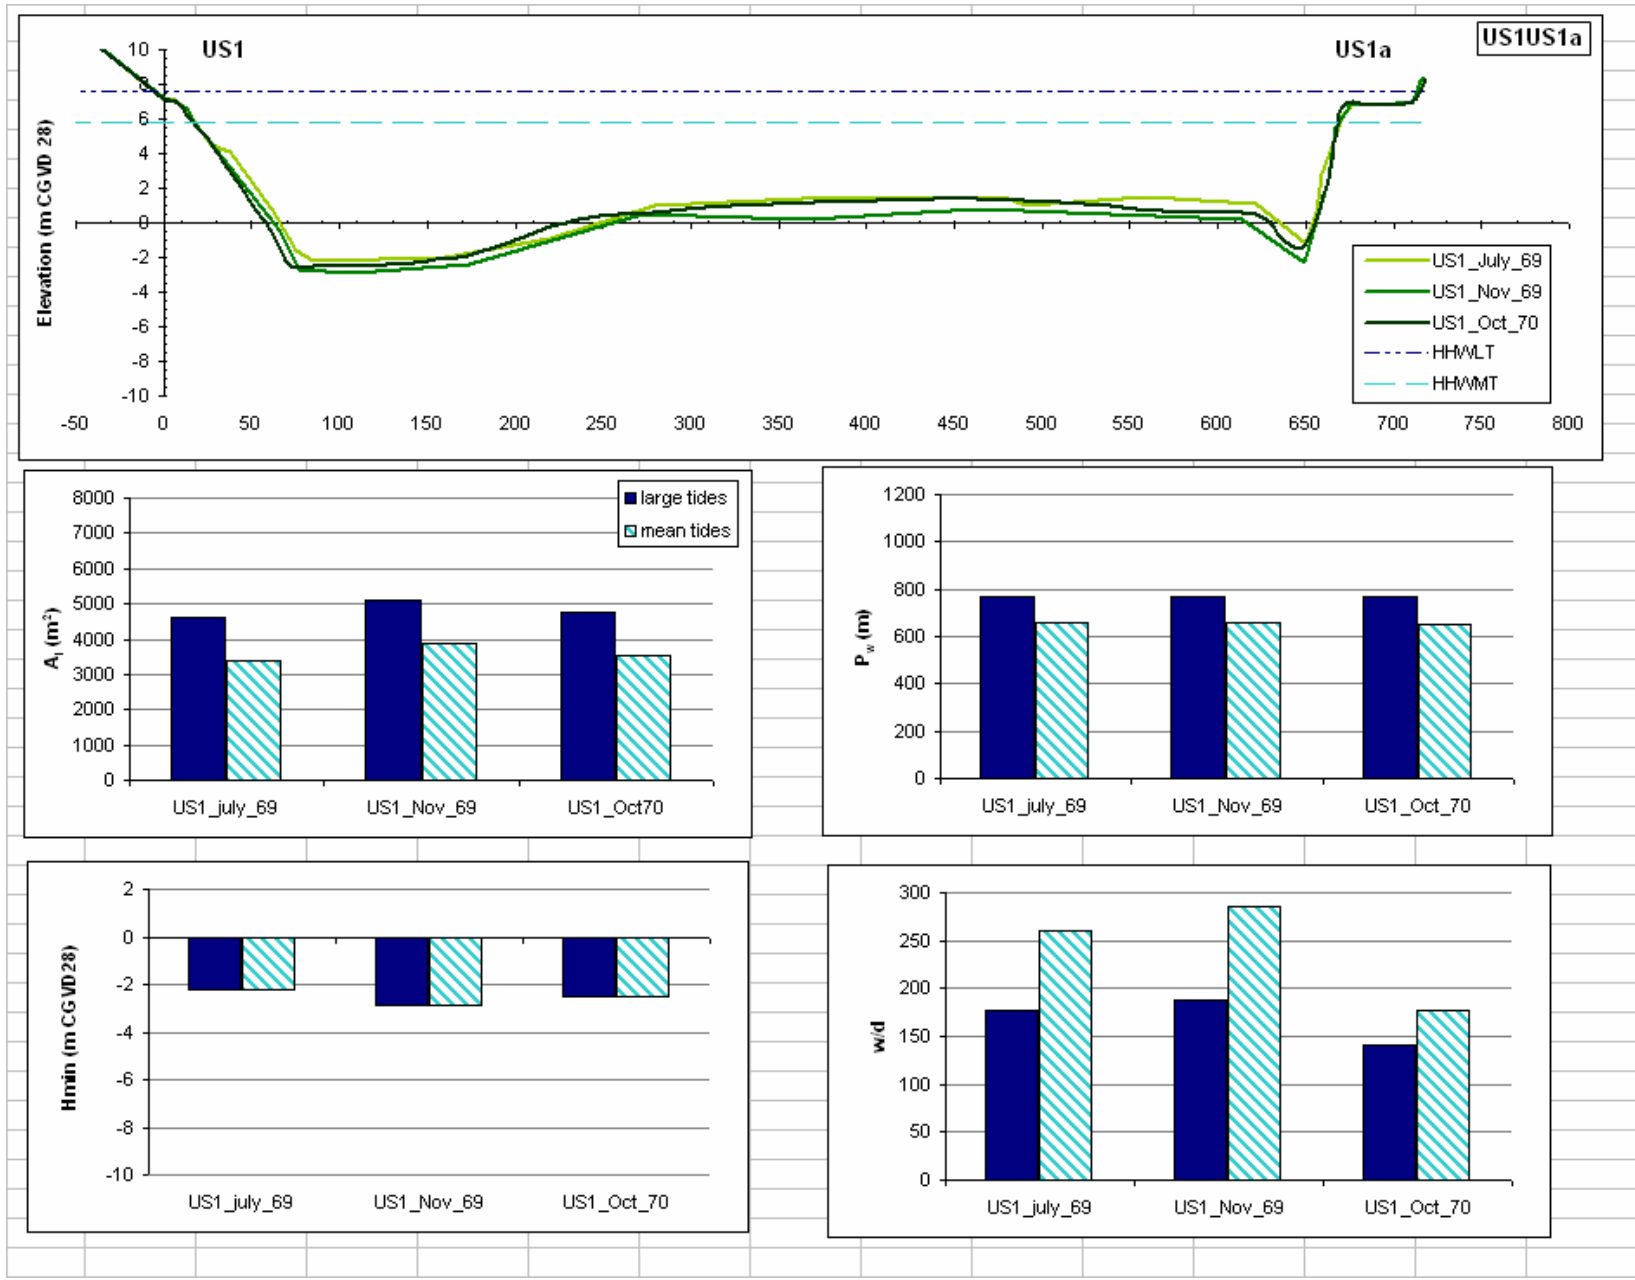 US1
US1a
US1US1a
Elevation (m CGVD 28)
10
8
6
4
2
0
-2
-4
-6
-8
-10
-50 0 50 100 150 200 250 300 350 400 450 500 550 600 650 700 750 800
US1_July_69
US1_Nov_69
US1_Oct_70
HHWLT
HHWMT
A_l (m²)
8000
7000
6000
5000
4000
3000
2000
1000
0
large tides
mean tides
US1_july_69 US1_Nov_69 US1_Oct70
P_w (m)
1200
1000
800
600
400
200
0
US1_july_69 US1_Nov_69 US1_Oct_70
Hmin (m CGVD28)
2
0
-2
-4
-6
-8
-10
US1_july_69 US1_Nov_69 US1_Oct_70
w/d
300
250
200
150
100
50
0
US1_july_69 US1_Nov_69 US1_Oct_70